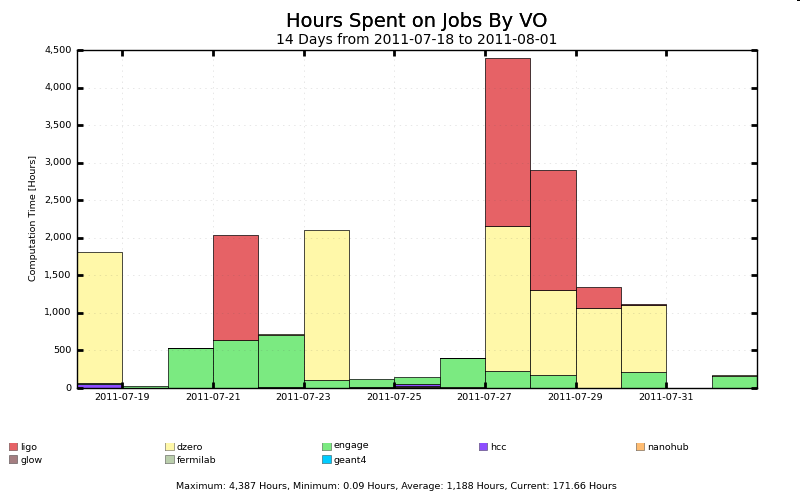 Hours Spent on Jobs By VO
14 Days from 2011-07-18 to 2011-08-01
Computation Time [Hours]
4,500
4,000
3,500
3,000
2,500
2,000
1,500
1,000
500
0
2011-07-19 2011-07-21 2011-07-23 2011-07-25 2011-07-27 2011-07-29 2011-07-31
ligo dzero engage hcc nanohub
glow fermilab geant4
Maximum: 4,387 Hours, Minimum: 0.09 Hours, Average: 1,188 Hours, Current: 171.66 Hours